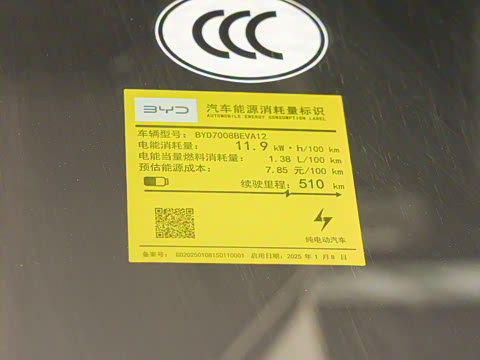 CCC
BYD 汽车能源消耗量标识
AUTOMOBILE ENERGY CONSUMPTION LABEL
车辆型号： BYD7008BEVA12
电能消耗量： 11.9 kW·h/100 km
电能当量燃料消耗量： 1.38 L/100 km
预估能源成本： 7.85 元/100 km
续驶里程： 510 km
纯电动汽车
备案号： G020250108150110001 启用日期： 2025 年 1 月 8 日